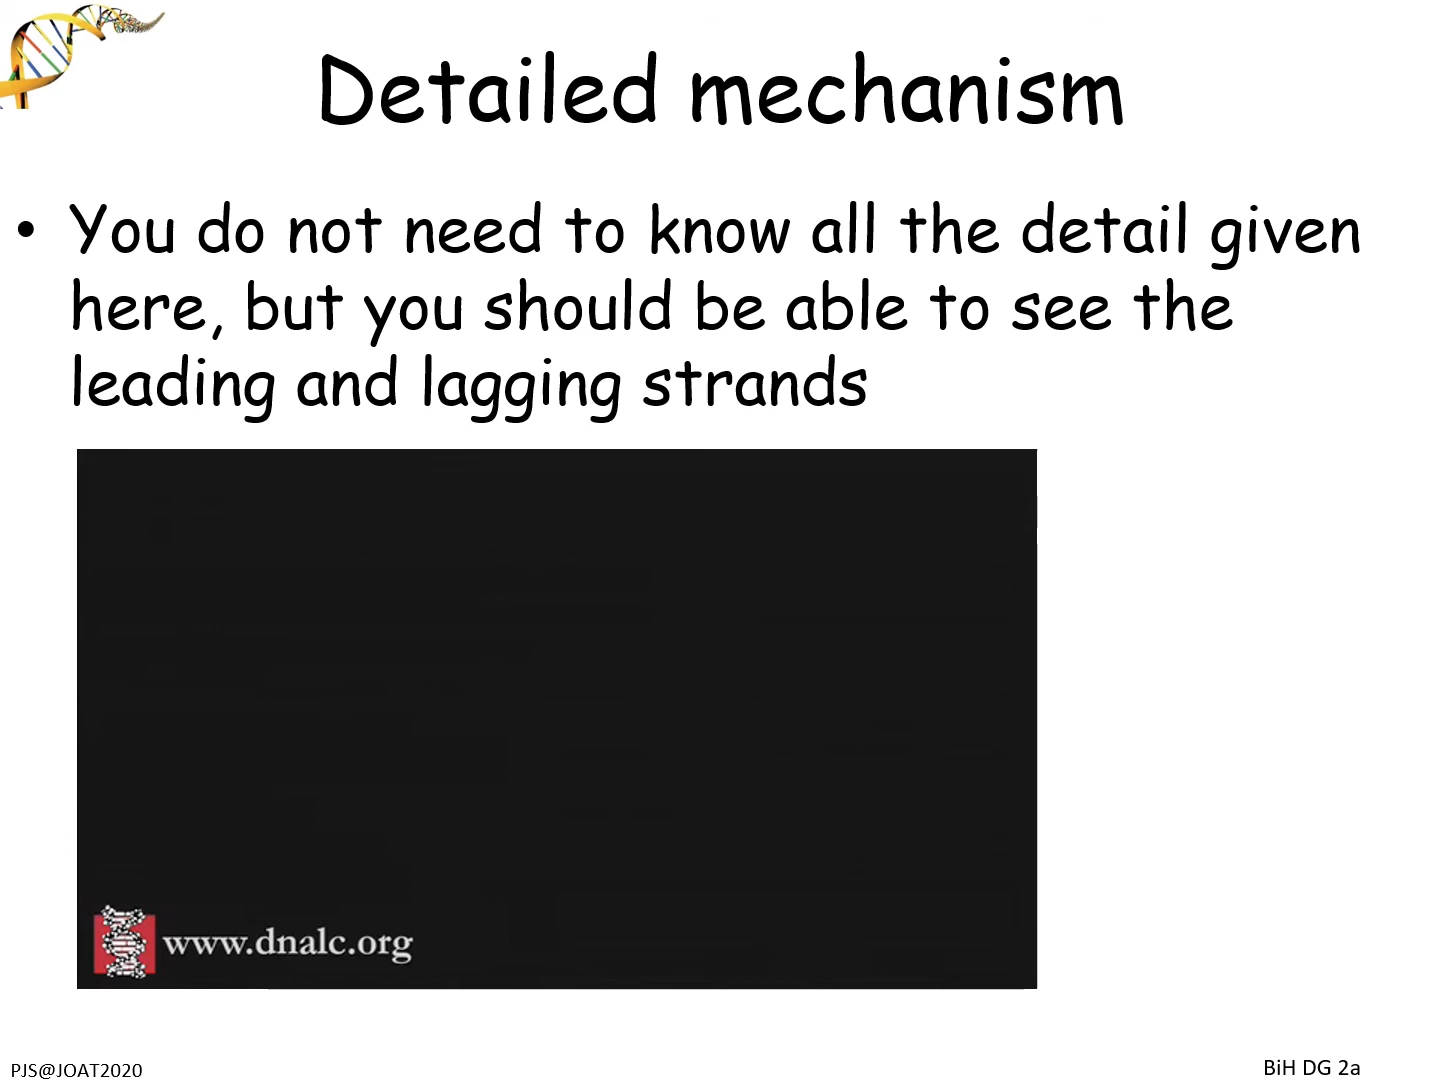 Detailed mechanism
• You do not need to know all the detail given
here, but you should be able to see the
leading and lagging strands
www.dnalc.org
PJS@JOAT2020
BiH DG 2a